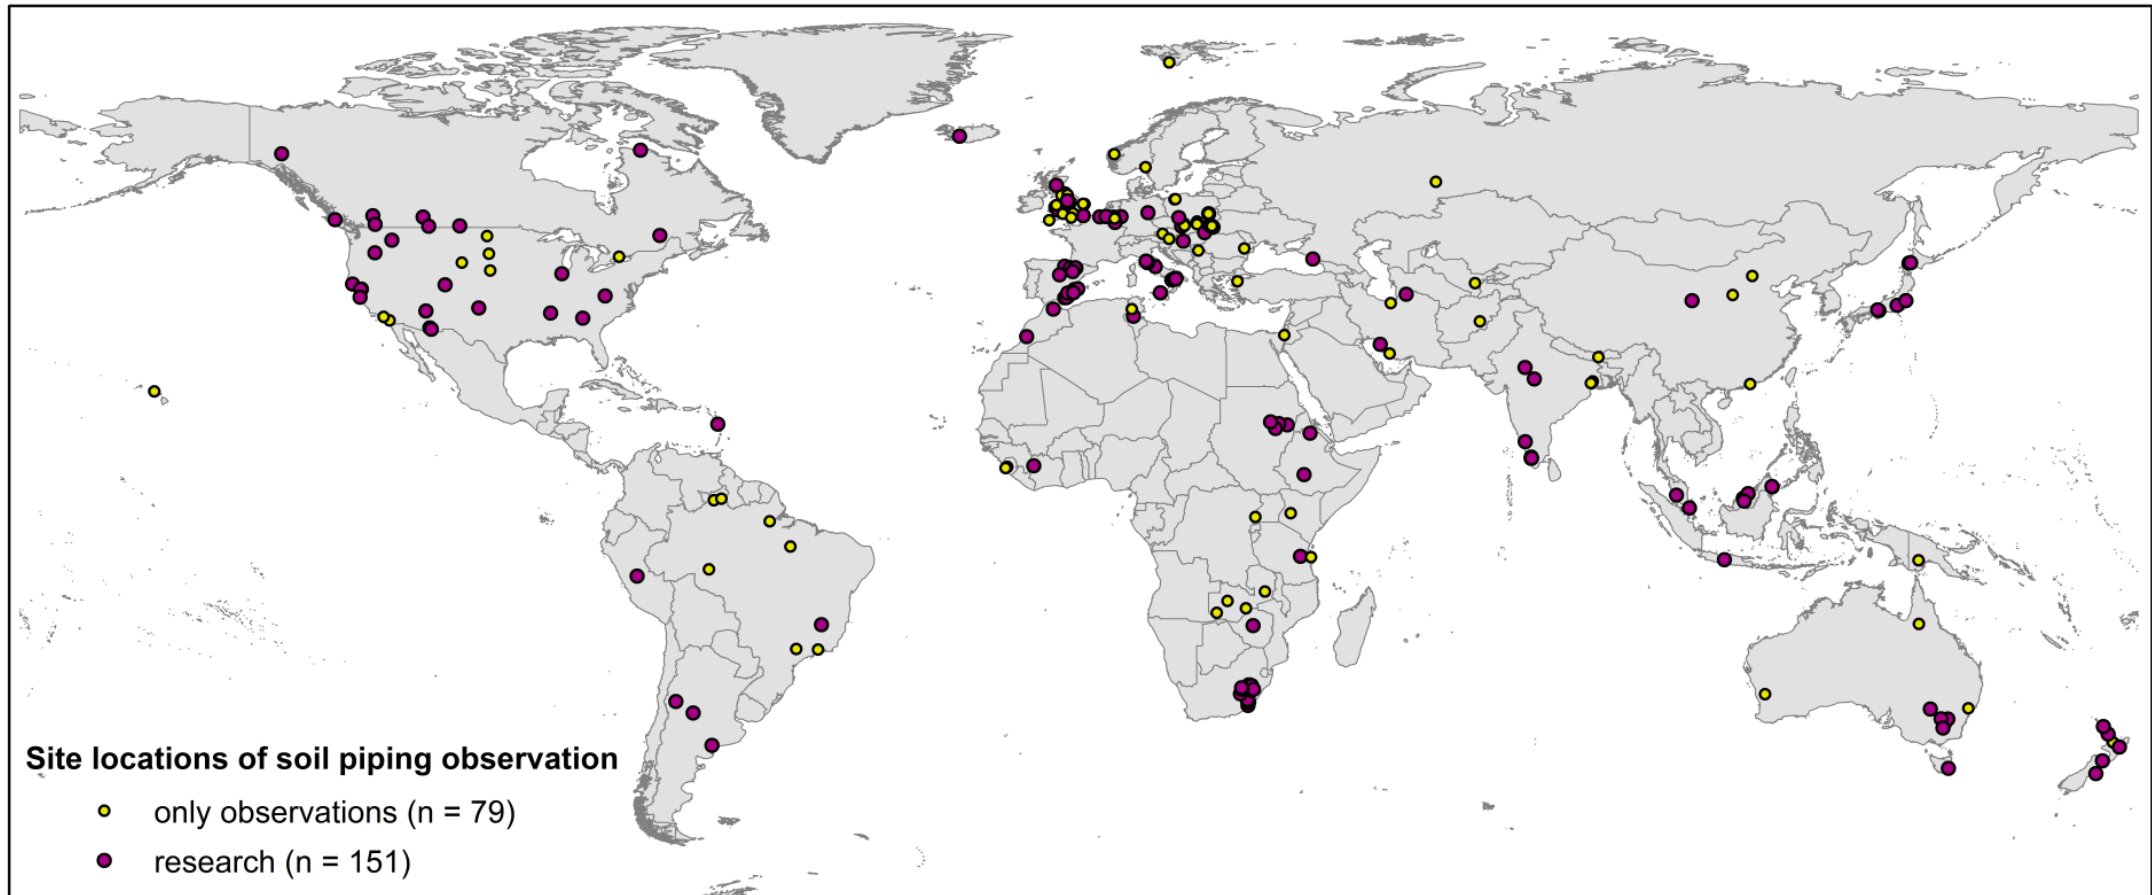 Site locations of soil piping observation
only observations (n = 79)
research (n = 151)